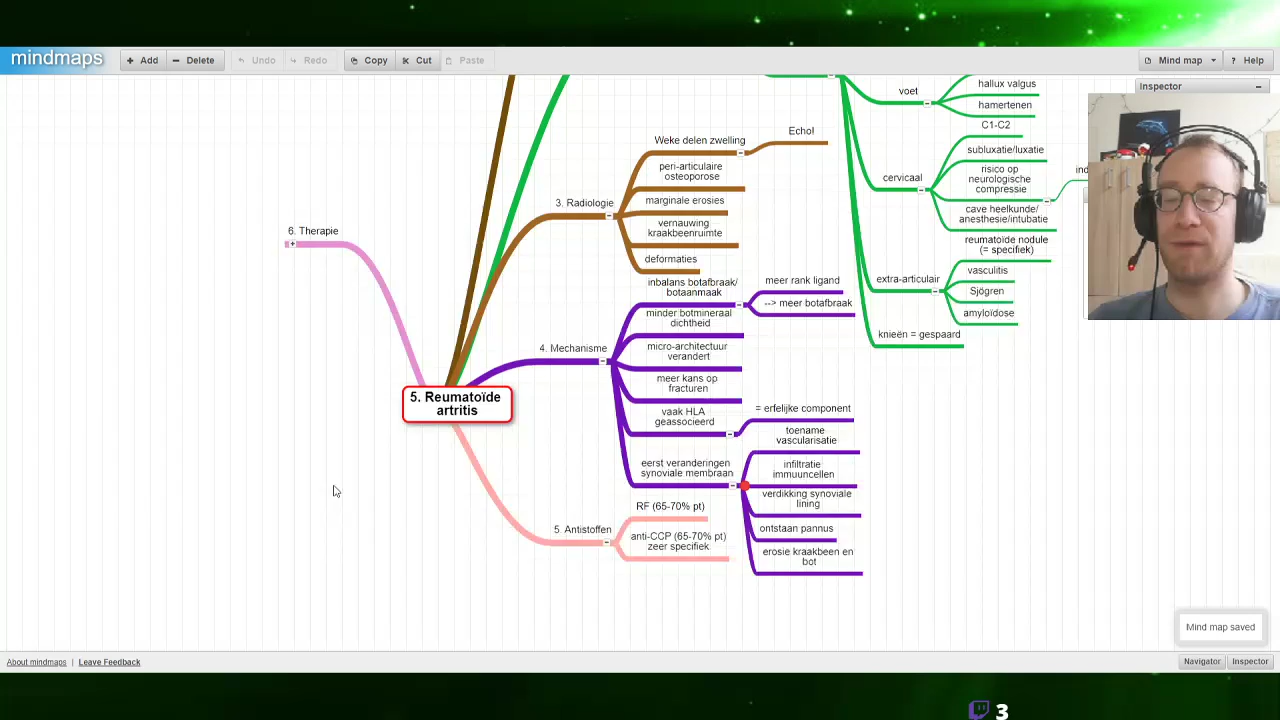 mindmaps
Add
Delete
Undo
Redo
Copy
Cut
Paste
Mind map
? Help
Inspector
voet
hallux valgus
hamertenen
cervicaal
C1-C2
subluxatie/luxatie
risico op
neurologische
compressie
ind
cave heelkunde/
anesthesie/intubatie
extra-articulair
reumatoïde nodule
(= specifiek)
vasculitis
Sjögren
amyloïdose
knieën = gespaard
3. Radiologie
Weke delen zwelling
Echo!
peri-articulaire
osteoporose
marginale erosies
vernauwing
kraakbeenruimte
deformaties
6. Therapie
4. Mechanisme
inbalans botafbraak/
botaanmaak
meer rank ligand
--> meer botafbraak
minder botmineraal
dichtheid
micro-architectuur
verandert
meer kans op
fracturen
vaak HLA
geassocieerd
= erfelijke component
eerst veranderingen
synoviale membraan
toename
vascularisatie
infiltratie
immuuncellen
verdikking synoviale
lining
ontstaan pannus
erosie kraakbeen en
bot
5. Reumatoïde
artritis
5. Antistoffen
RF (65-70% pt)
anti-CCP (65-70% pt)
zeer specifiek
Mind map saved
About mindmaps | Leave Feedback
Navigator
Inspector
3